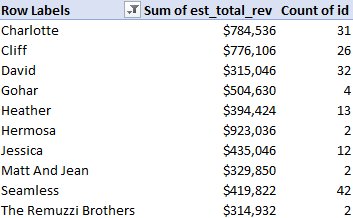 Row Labels Sum of est_total_rev Count of id
Charlotte $784,536 31
Cliff $776,106 26
David $315,046 32
Gohar $504,630 4
Heather $394,424 13
Hermosa $923,036 2
Jessica $435,046 12
Matt And Jean $329,850 2
Seamless $419,822 42
The Remuzzi Brothers $314,932 2